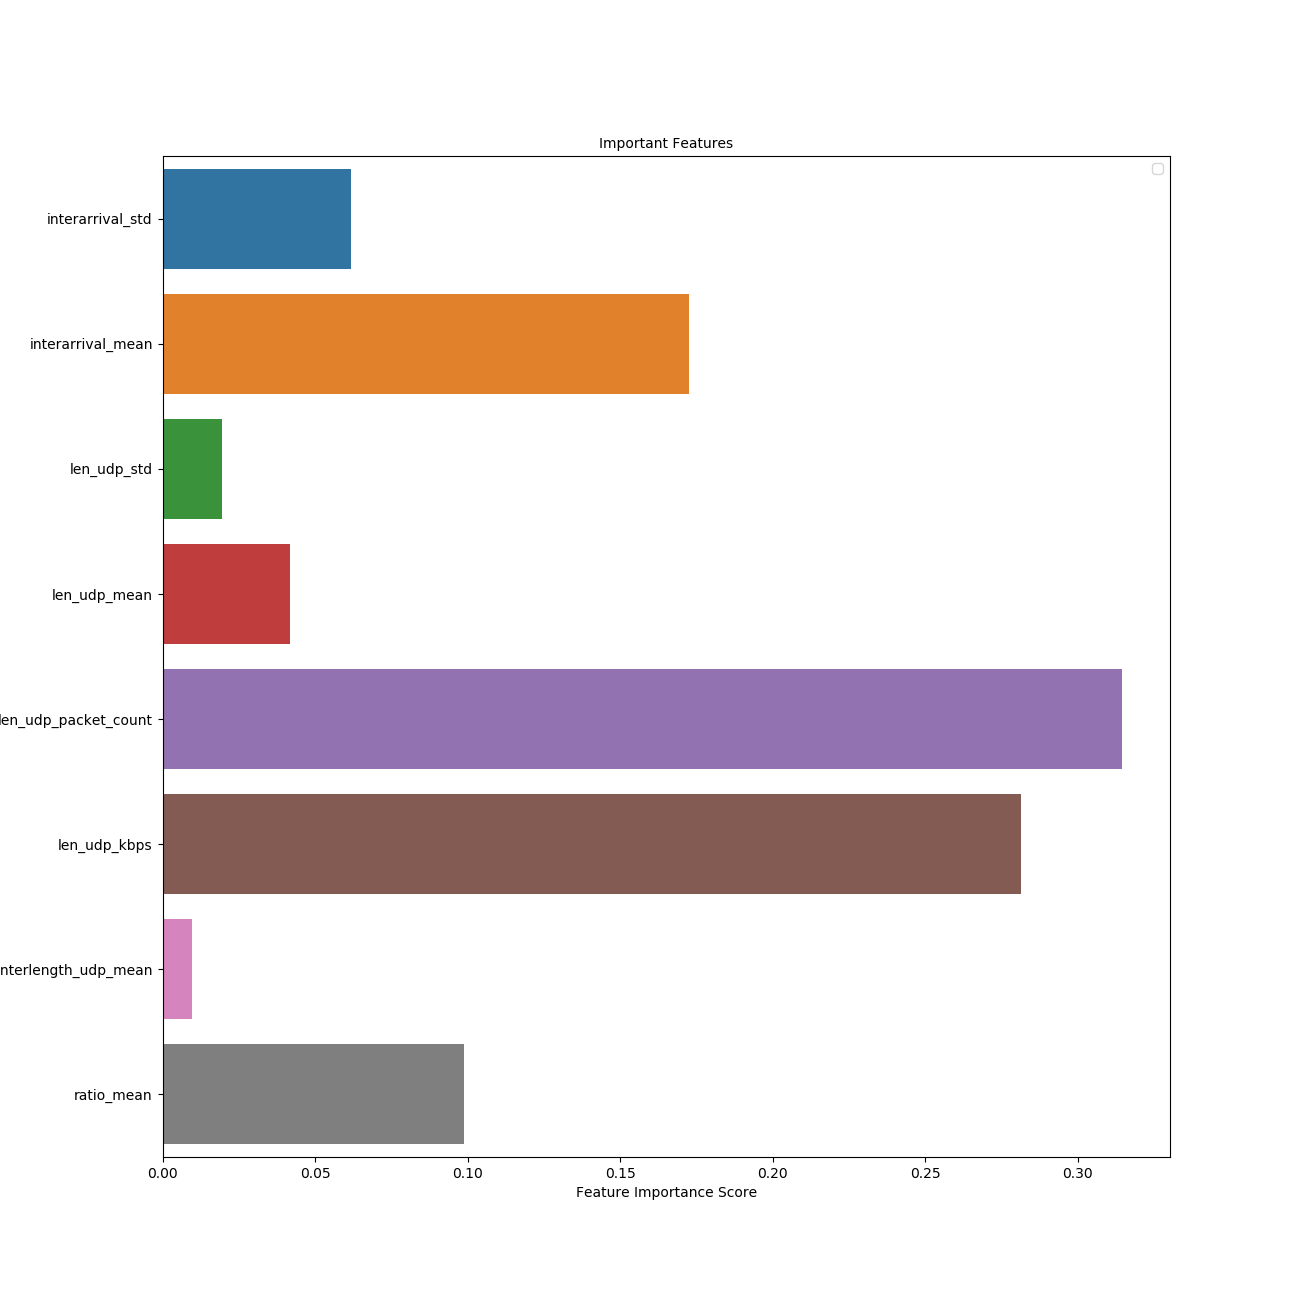 Important Features
interarrival_std
interarrival_mean
len_udp_std
len_udp_mean
len_udp_packet_count
len_udp_kbps
nterlength_udp_mean
ratio_mean
0.00 0.05 0.10 0.15 0.20 0.25 0.30
Feature Importance Score